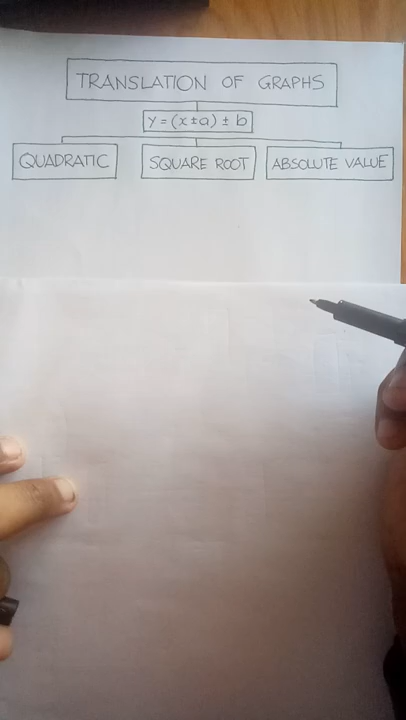 TRANSLATION OF GRAPHS
y = (x ± a) ± b
QUADRATIC
SQUARE ROOT
ABSOLUTE VALUE